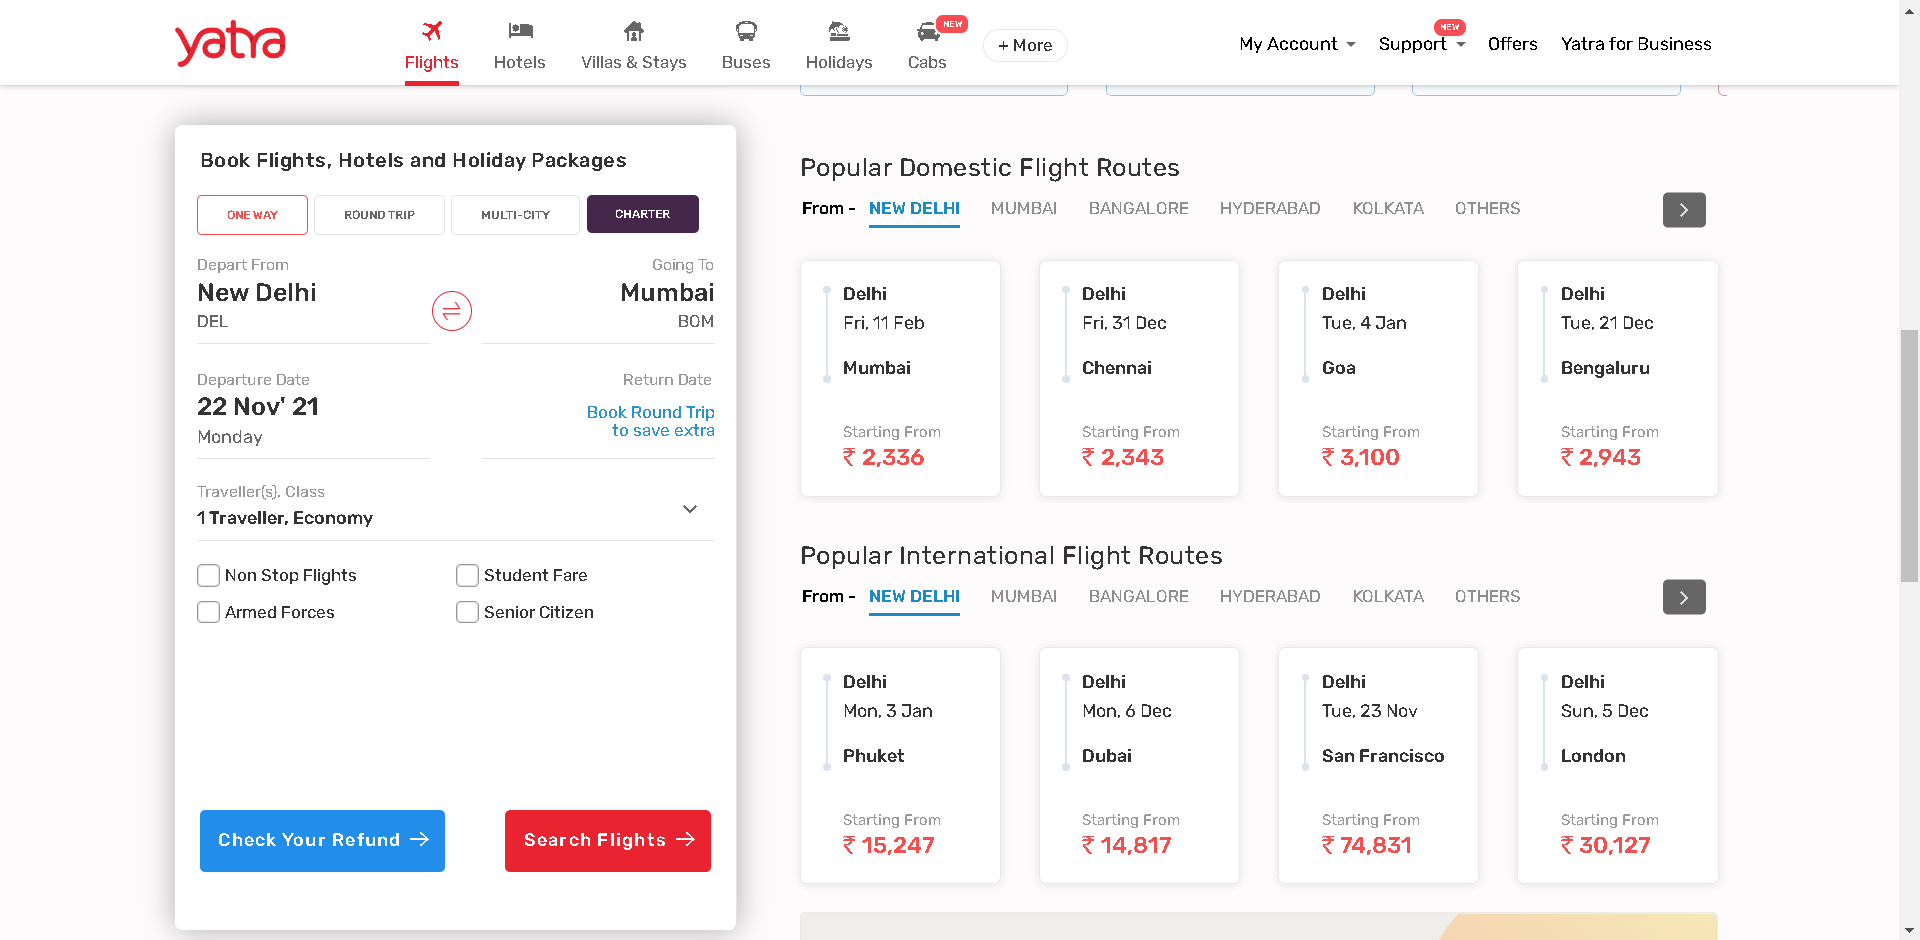 yatra
Flights
Hotels
Villas & Stays
Buses
Holidays
NEW
Cabs
+ More
My Account
NEW
Support
Offers
Yatra for Business
Book Flights, Hotels and Holiday Packages
ONE WAY
ROUND TRIP
MULTI-CITY
CHARTER
Depart From
New Delhi
DEL
Going To
Mumbai
BOM
Departure Date
22 Nov' 21
Monday
Return Date
Book Round Trip
to save extra
Traveller(s), Class
1 Traveller, Economy
Non Stop Flights
Student Fare
Armed Forces
Senior Citizen
Check Your Refund
Search Flights
Popular Domestic Flight Routes
From - NEW DELHI MUMBAI BANGALORE HYDERABAD KOLKATA OTHERS
Delhi
Fri, 11 Feb
Mumbai
Starting From
₹ 2,336
Delhi
Fri, 31 Dec
Chennai
Starting From
₹ 2,343
Delhi
Tue, 4 Jan
Goa
Starting From
₹ 3,100
Delhi
Tue, 21 Dec
Bengaluru
Starting From
₹ 2,943
Popular International Flight Routes
From - NEW DELHI MUMBAI BANGALORE HYDERABAD KOLKATA OTHERS
Delhi
Mon, 3 Jan
Phuket
Starting From
₹ 15,247
Delhi
Mon, 6 Dec
Dubai
Starting From
₹ 14,817
Delhi
Tue, 23 Nov
San Francisco
Starting From
₹ 74,831
Delhi
Sun, 5 Dec
London
Starting From
₹ 30,127